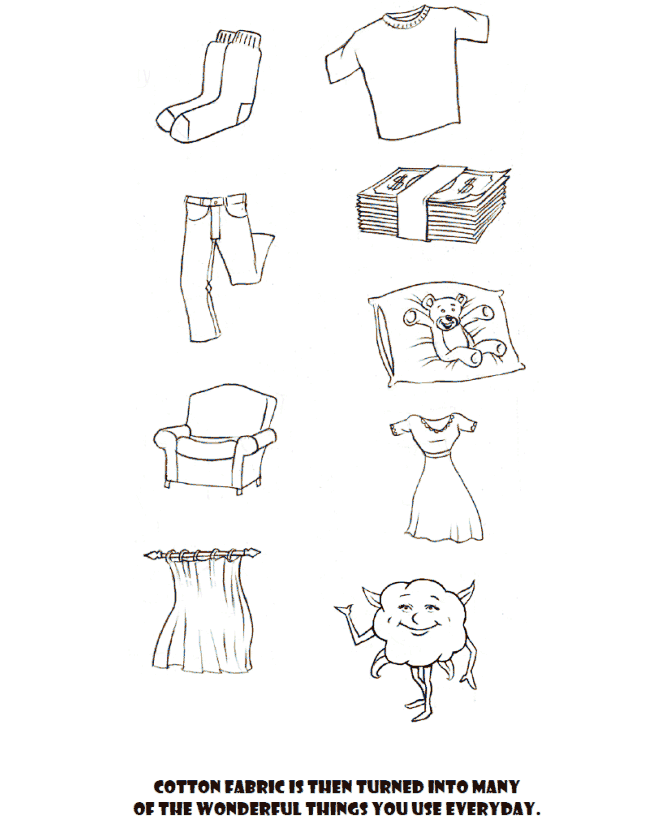 $ $
COTTON FABRIC IS THEN TURNED INTO MANY
OF THE WONDERFUL THINGS YOU USE EVERYDAY.